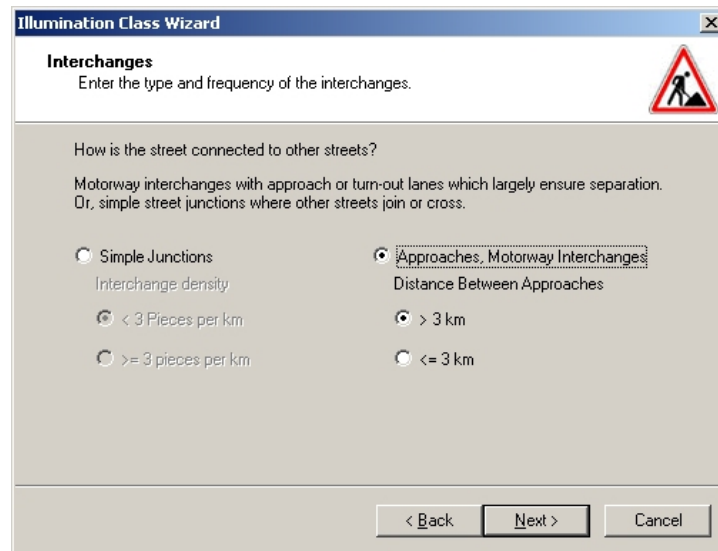 Illumination Class Wizard
Interchanges
Enter the type and frequency of the interchanges.
How is the street connected to other streets?
Motorway interchanges with approach or turn-out lanes which largely ensure separation.
Or, simple street junctions where other streets join or cross.
Simple Junctions
Interchange density
< 3 Pieces per km
>= 3 pieces per km
Approaches, Motorway Interchanges
Distance Between Approaches
> 3 km
<= 3 km
< Back
Next >
Cancel